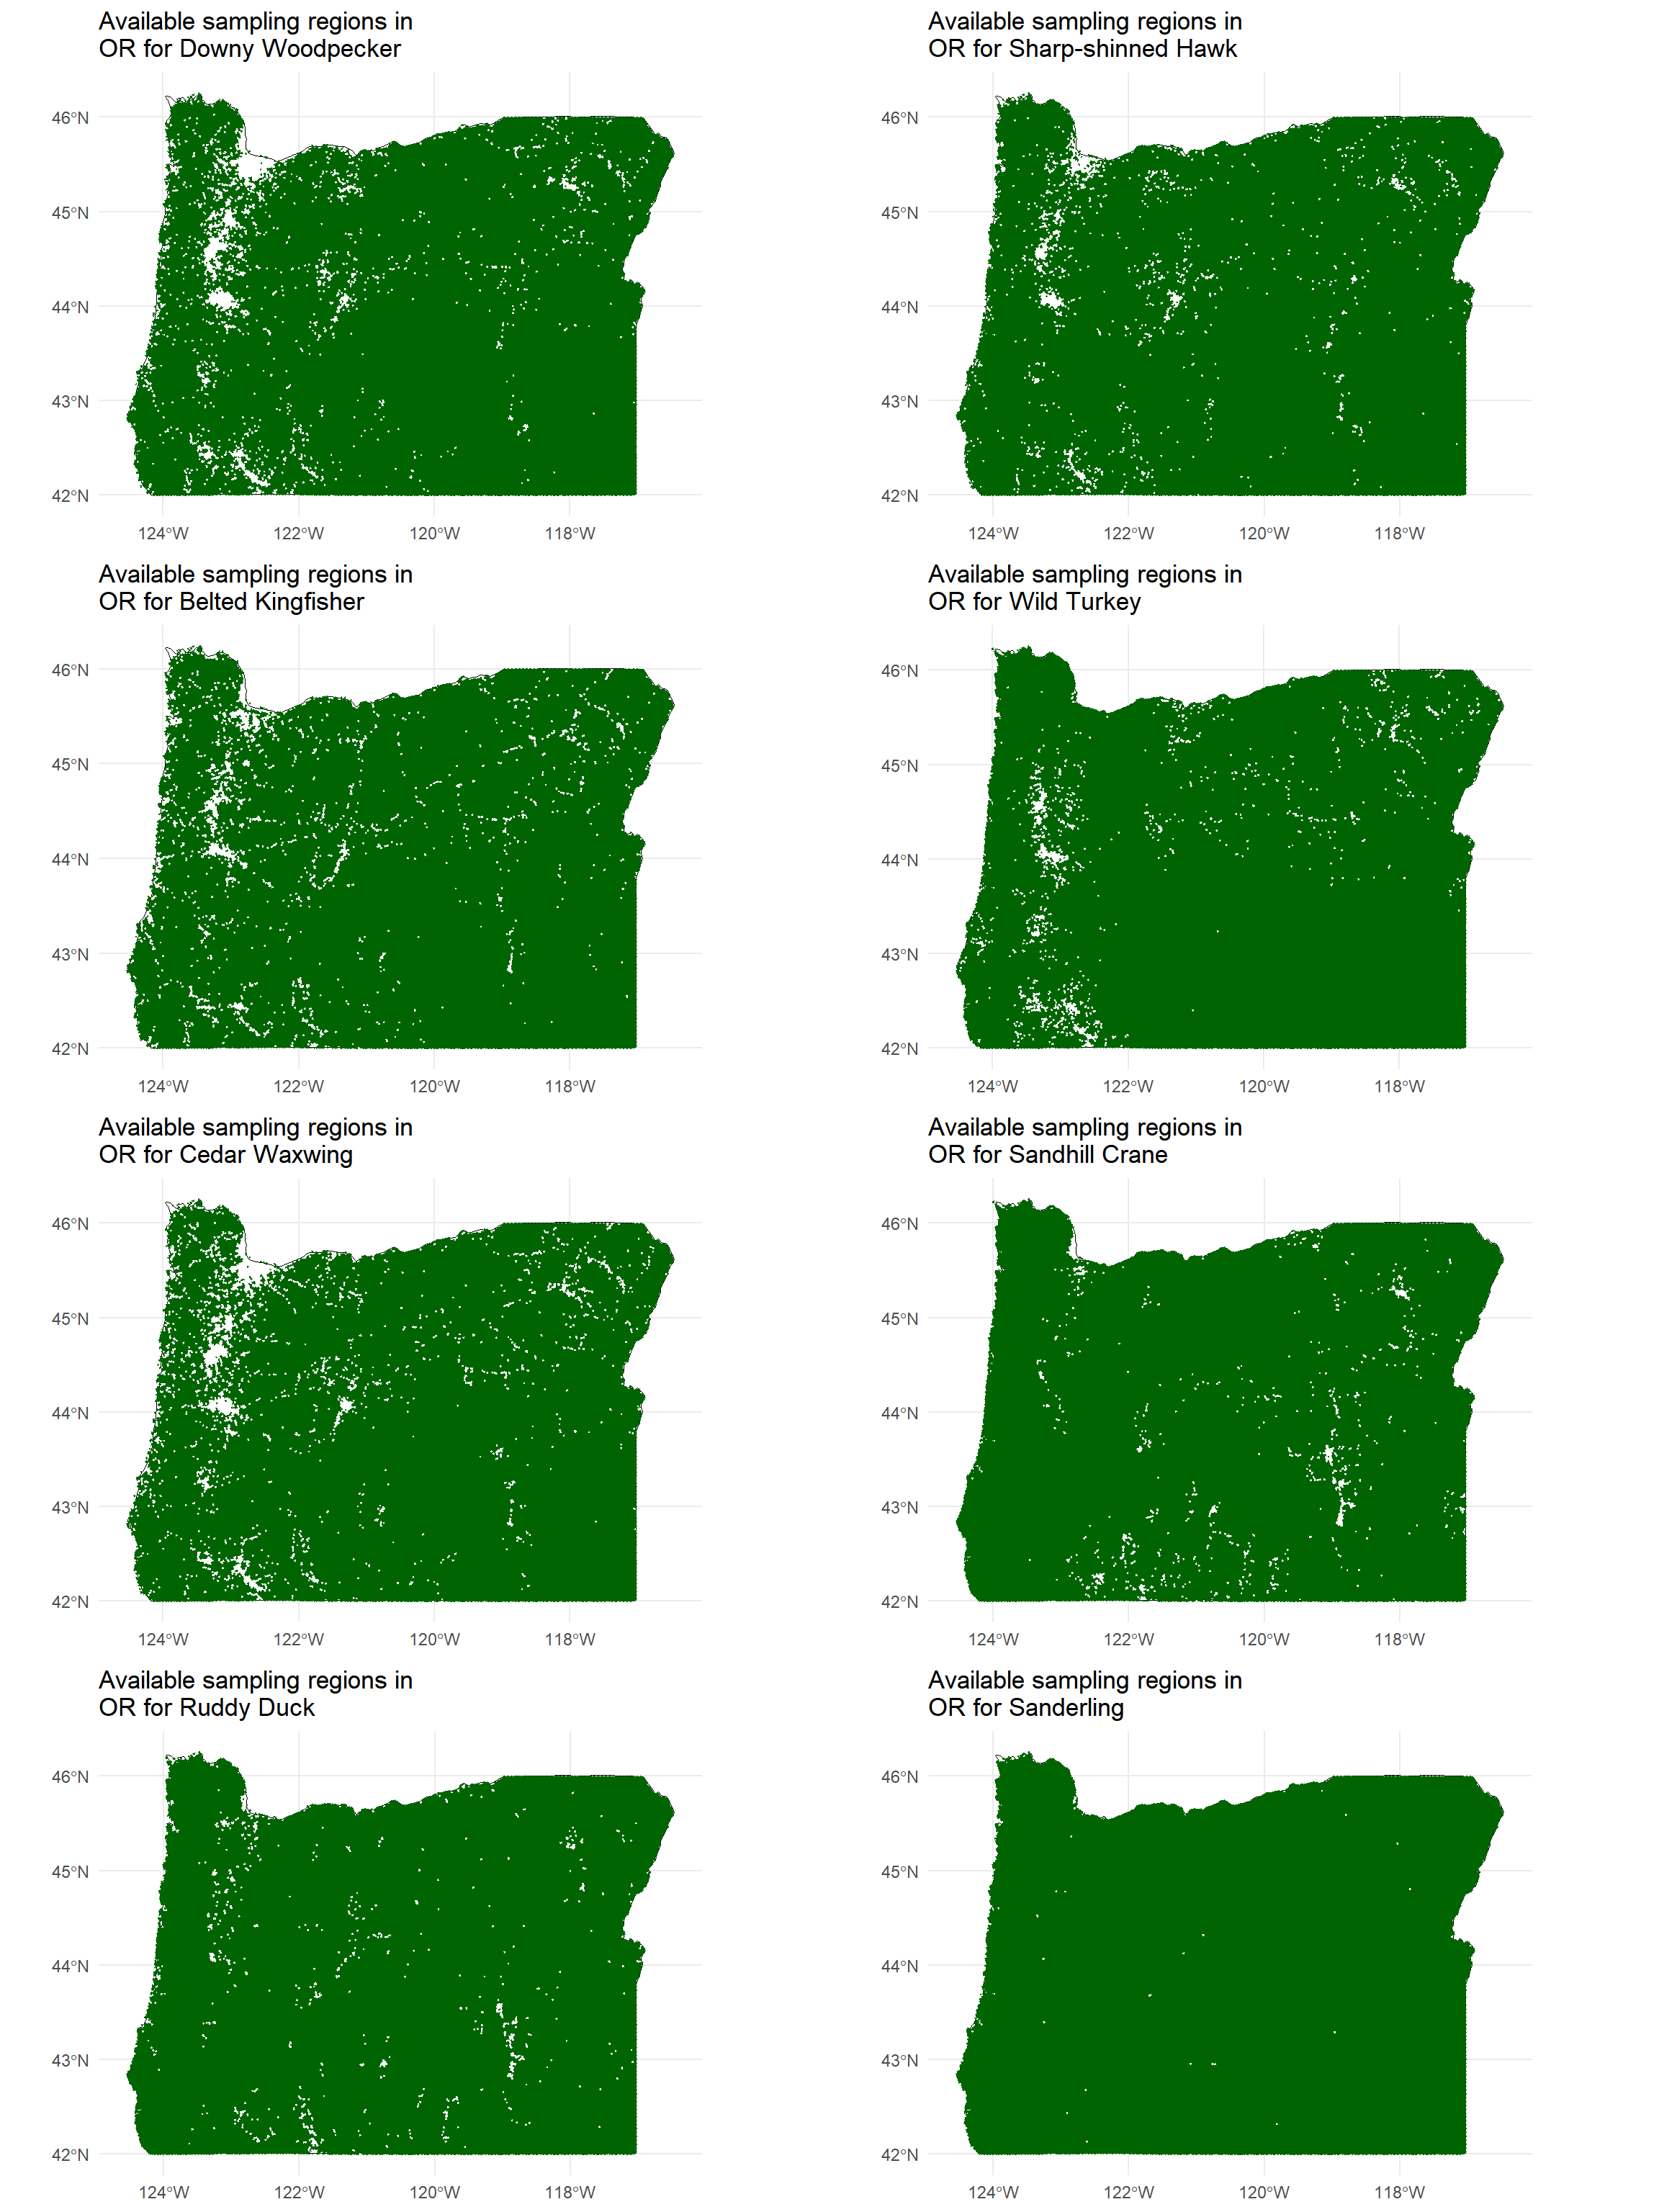 Available sampling regions in
OR for Downy Woodpecker
46°N
45°N
44°N
43°N
42°N
124°W 122°W 120°W 118°W
Available sampling regions in
OR for Sharp-shinned Hawk
46°N
45°N
44°N
43°N
42°N
124°W 122°W 120°W 118°W
Available sampling regions in
OR for Belted Kingfisher
46°N
45°N
44°N
43°N
42°N
124°W 122°W 120°W 118°W
Available sampling regions in
OR for Wild Turkey
46°N
45°N
44°N
43°N
42°N
124°W 122°W 120°W 118°W
Available sampling regions in
OR for Cedar Waxwing
46°N
45°N
44°N
43°N
42°N
124°W 122°W 120°W 118°W
Available sampling regions in
OR for Sandhill Crane
46°N
45°N
44°N
43°N
42°N
124°W 122°W 120°W 118°W
Available sampling regions in
OR for Ruddy Duck
46°N
45°N
44°N
43°N
42°N
124°W 122°W 120°W 118°W
Available sampling regions in
OR for Sanderling
46°N
45°N
44°N
43°N
42°N
124°W 122°W 120°W 118°W